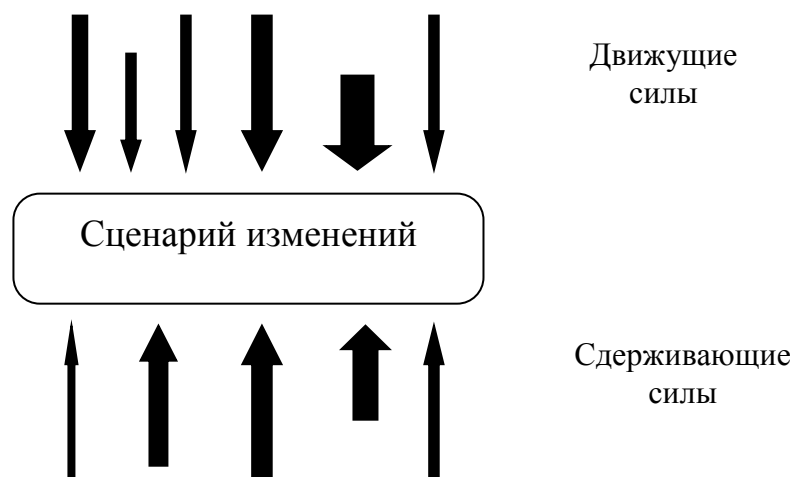 Движущие
силы
Сценарий изменений
Сдерживающие
силы